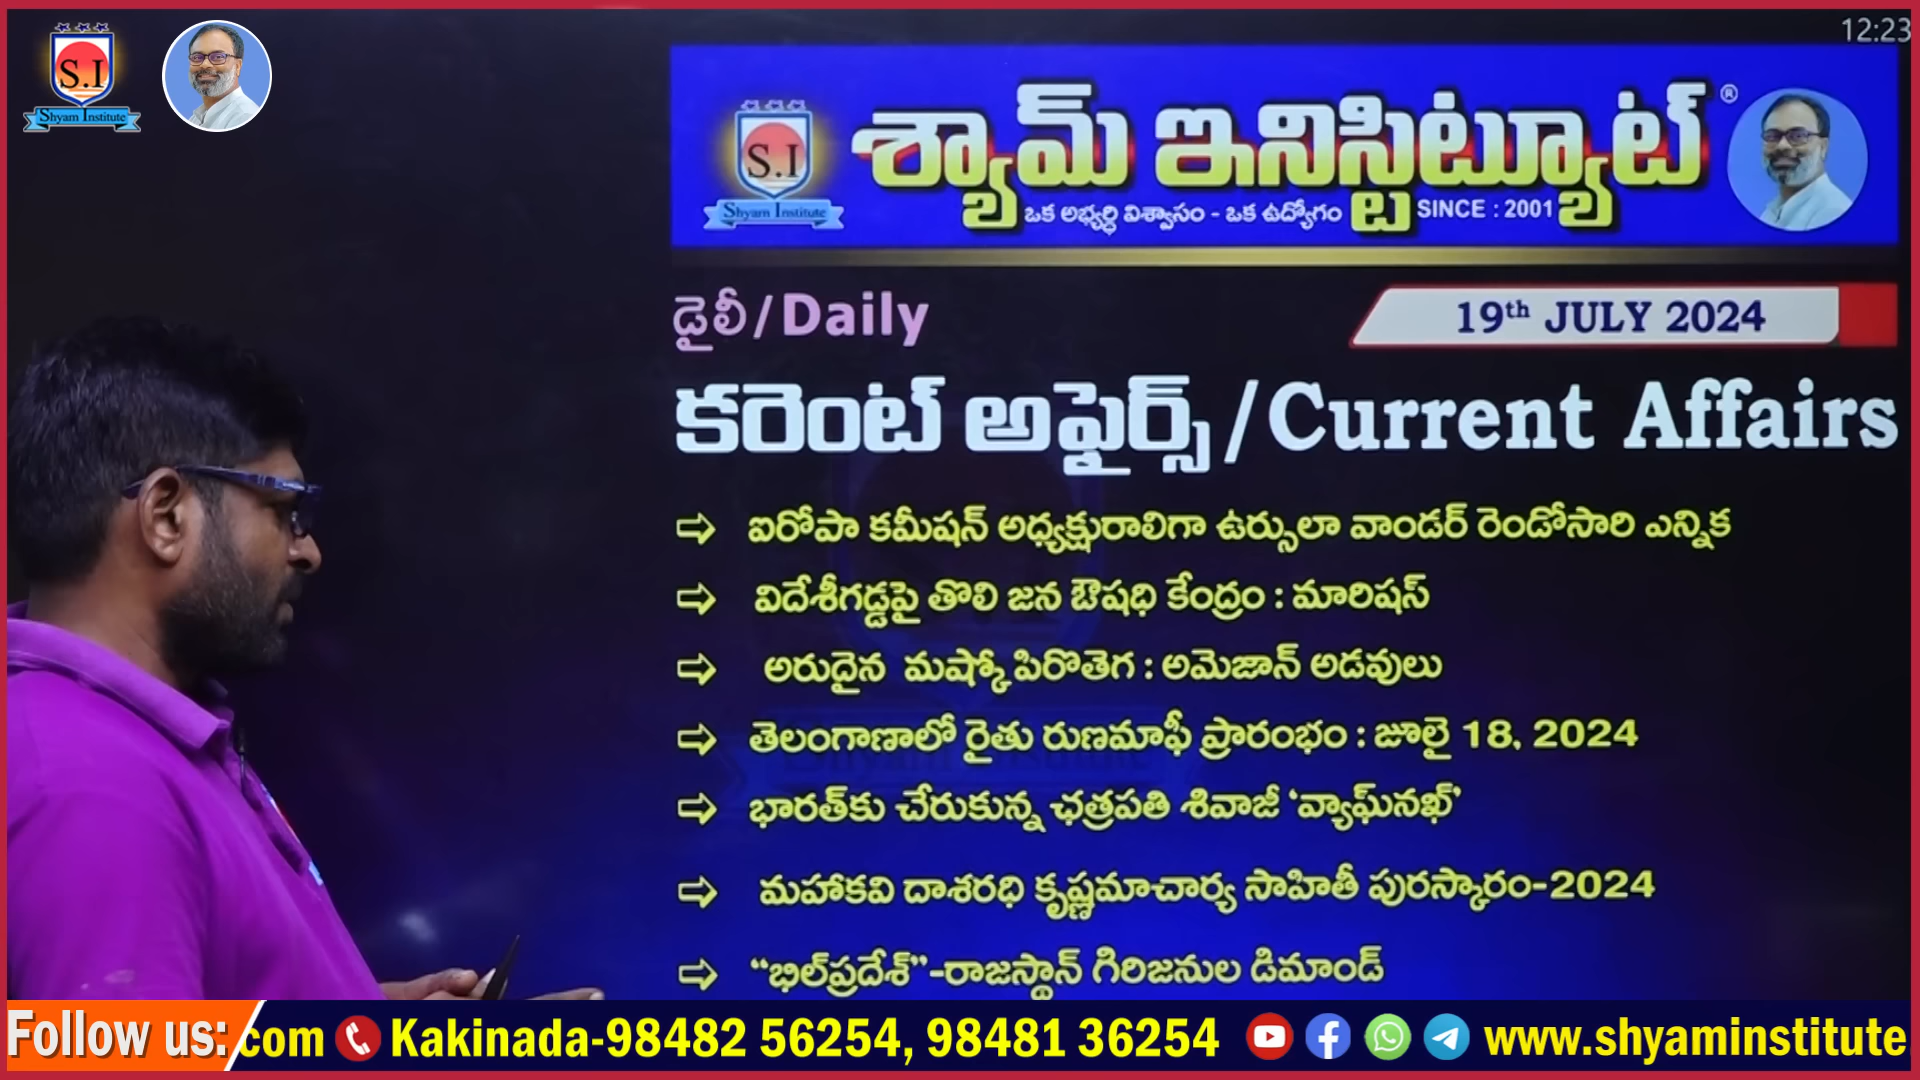 S.I
Shyam Institute
12:23
శ్యామ్ ఇనిస్టిట్యూట్ ®
S.I
Shyam Institute
ఒక అభ్యర్థి విశ్వాసం - ఒక ఉద్యోగం
SINCE : 2001
డైలీ/Daily
19th JULY 2024
కరెంట్ అఫైర్స్/Current Affairs
⇨ ఐరోపా కమీషన్ అధ్యక్షురాలిగా ఉర్సులా వాండర్ రెండోసారి ఎన్నిక
⇨ విదేశీగడ్డపై తొలి జన ఔషధి కేంద్రం : మారిషస్
⇨ అరుదైన మష్కోపిరొతెగ : అమెజాన్ అడవులు
⇨ తెలంగాణాలో రైతు రుణమాఫీ ప్రారంభం : జూలై 18, 2024
⇨ భారత్‌కు చేరుకున్న ఛత్రపతి శివాజీ ‘వ్యాఘ్‌నఖ్’
⇨ మహాకవి దాశరధి కృష్ణమాచార్య సాహితీ పురస్కారం-2024
⇨ “భిల్‌ప్రదేశ్”-రాజస్థాన్ గిరిజనుల డిమాండ్
Follow us: com Kakinada-98482 56254, 98481 36254 www.shyaminstitute